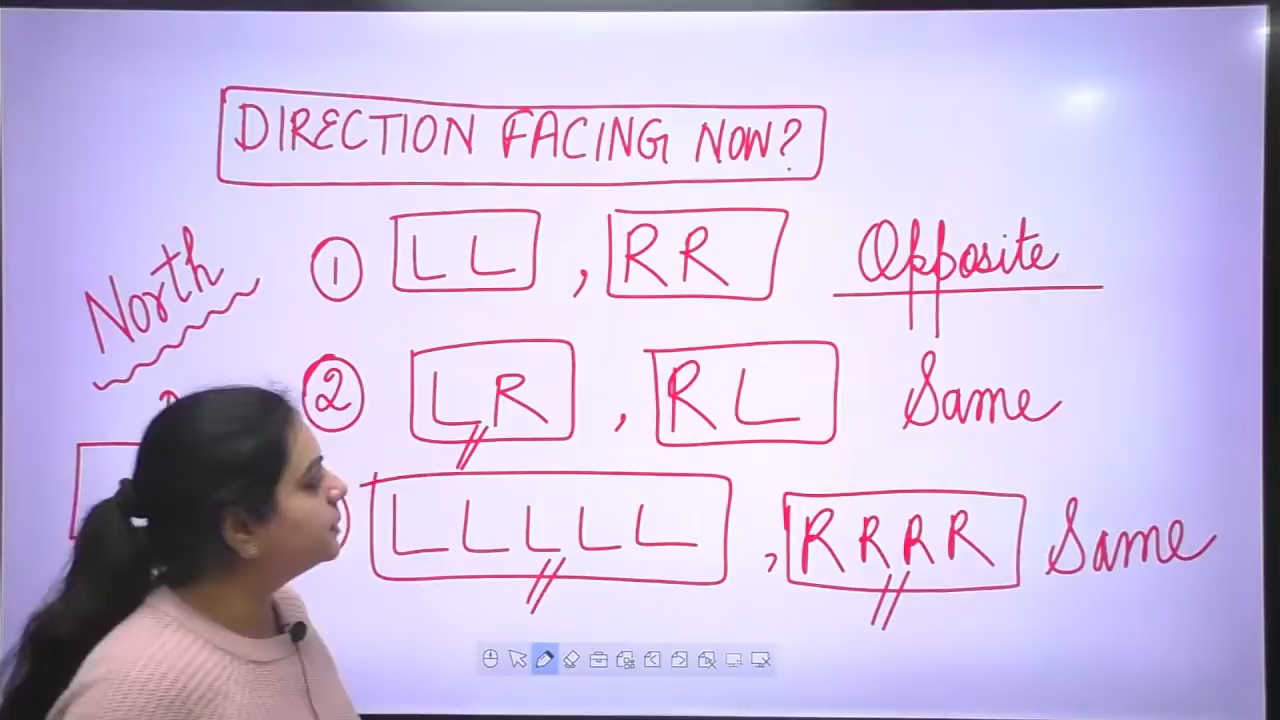 DIRECTION FACING NOW?
North
① LL , RR Opposite
② LR , RL Same
LLLLL , RRRR Same